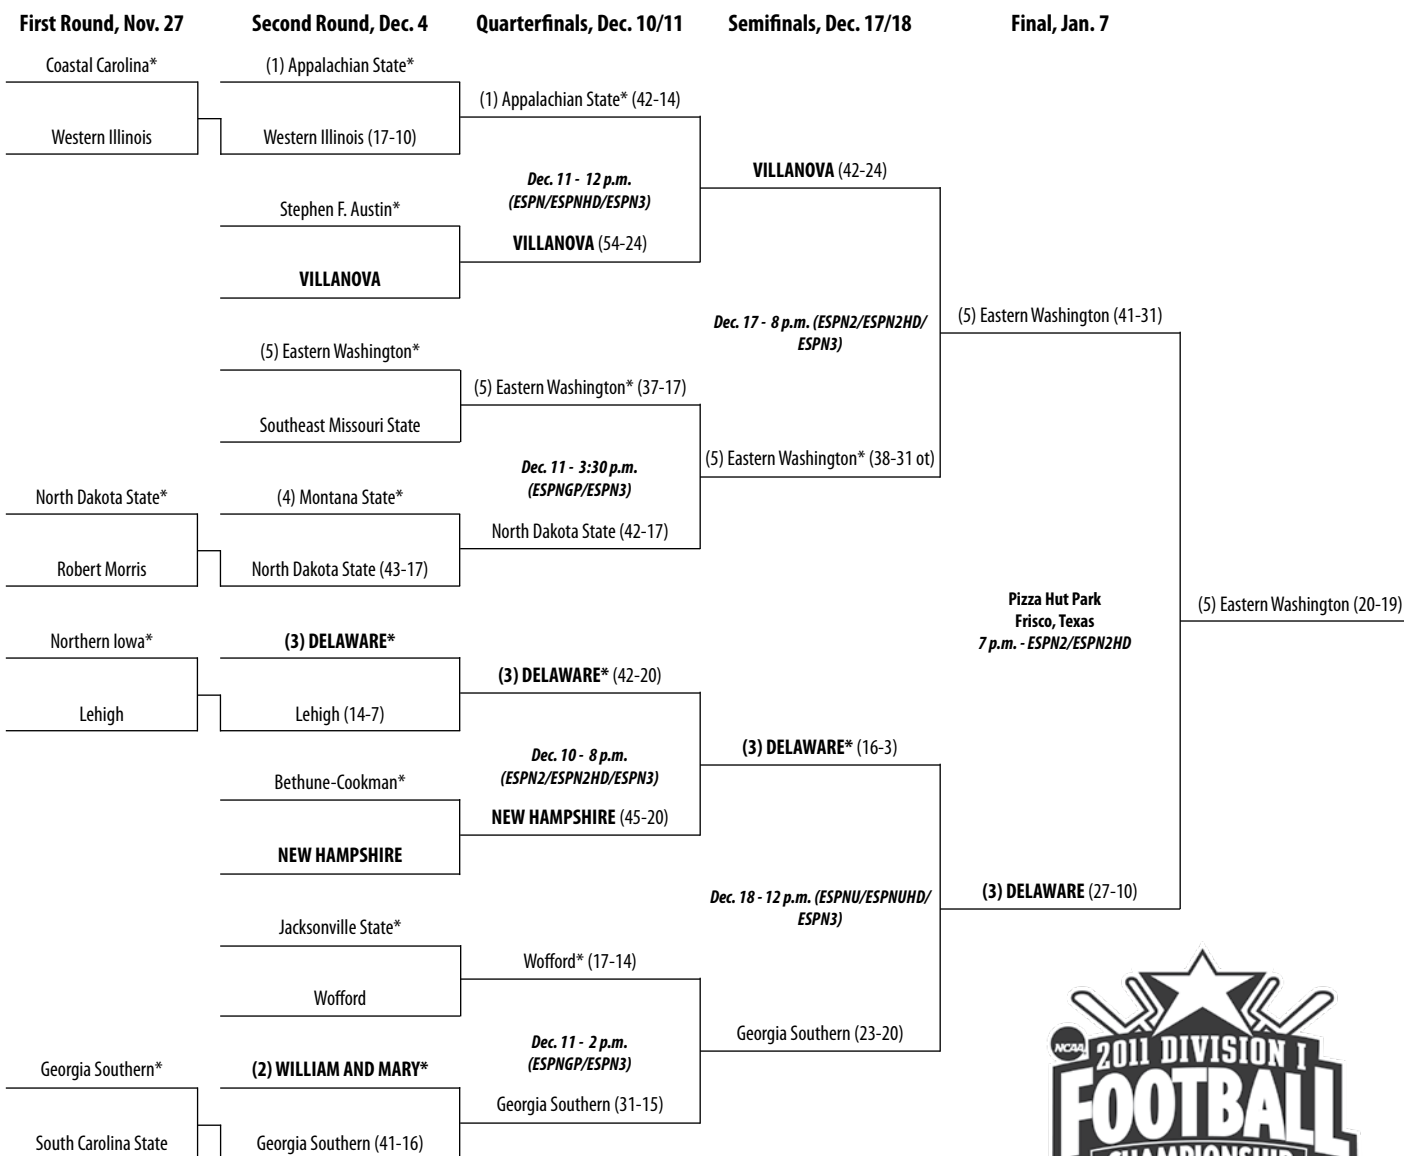 First Round, Nov. 27
Second Round, Dec. 4
Quarterfinals, Dec. 10/11
Semifinals, Dec. 17/18
Final, Jan. 7
Coastal Carolina*
Western Illinois
North Dakota State*
Robert Morris
Northern Iowa*
Lehigh
Georgia Southern*
South Carolina State
(1) Appalachian State*
Western Illinois (17-10)
Stephen F. Austin*
VILLANOVA
(5) Eastern Washington*
Southeast Missouri State
(4) Montana State*
North Dakota State (43-17)
(3) DELAWARE*
Lehigh (14-7)
Bethune-Cookman*
NEW HAMPSHIRE
Jacksonville State*
Wofford
(2) WILLIAM AND MARY*
Georgia Southern (41-16)
(1) Appalachian State* (42-14)
Dec. 11 - 12 p.m.
(ESPN/ESPNHD/ESPN3)
VILLANOVA (54-24)
(5) Eastern Washington* (37-17)
Dec. 11 - 3:30 p.m.
(ESPNGP/ESPN3)
North Dakota State (42-17)
(3) DELAWARE* (42-20)
Dec. 10 - 8 p.m.
(ESPN2/ESPN2HD/ESPN3)
NEW HAMPSHIRE (45-20)
Wofford* (17-14)
Dec. 11 - 2 p.m.
(ESPNGP/ESPN3)
Georgia Southern (31-15)
VILLANOVA (42-24)
Dec. 17 - 8 p.m. (ESPN2/ESPN2HD/
ESPN3)
(5) Eastern Washington* (38-31 ot)
(3) DELAWARE* (16-3)
Dec. 18 - 12 p.m. (ESPNU/ESPNUHD/
ESPN3)
Georgia Southern (23-20)
(5) Eastern Washington (41-31)
Pizza Hut Park
Frisco, Texas
7 p.m. - ESPN2/ESPN2HD
(3) DELAWARE (27-10)
(5) Eastern Washington (20-19)
NCAA
2011 DIVISION I
FOOTBALL
CHAMPIONSHIP